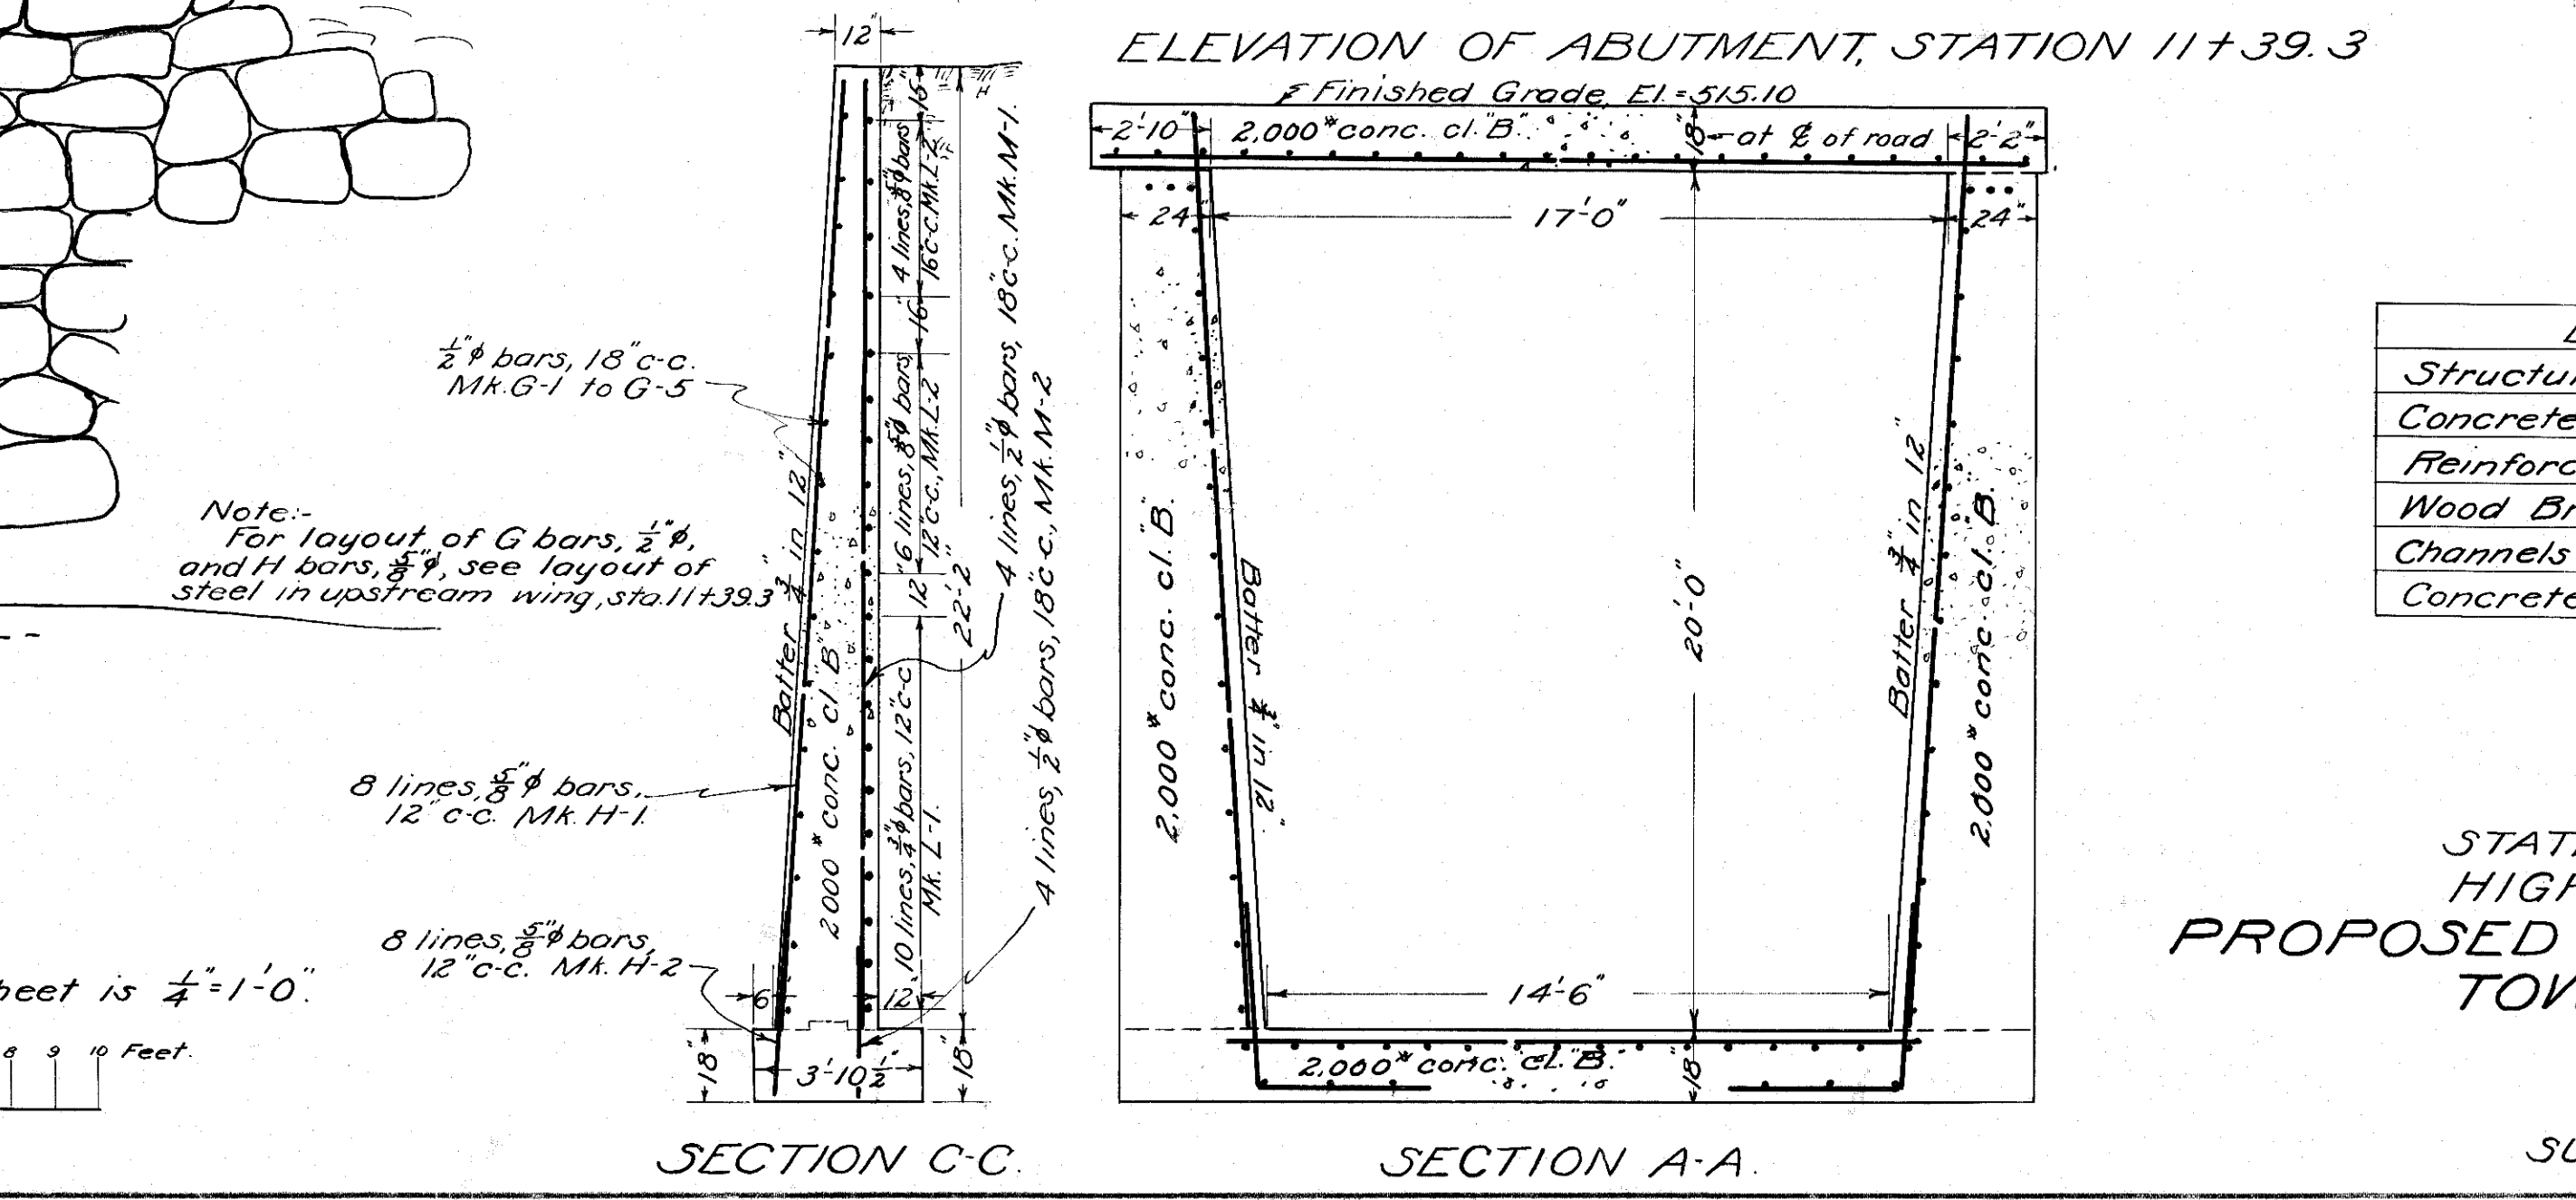 ELEVATION OF ABUTMENT, STATION 11+39.3
12"
15"
4 lines, 5/8"ϕ bars
16"c-c. Mk. L-2
16"
6 lines, 5/8"ϕ bars,
12"c-c., Mk. L-2
12"
10 lines, 3/4"ϕ bars, 12"c-c
Mk. L-1.
22'-2"
4 lines, 1/2"ϕ bars, 18"c-c. Mk. M-1.
4 lines, 1/2"ϕ bars, 18"c-c., Mk. M-2
1/2"ϕ bars, 18"c-c.
Mk. G-1 to G-5
Note:-
For layout of G bars, 1/2"ϕ,
and H bars, 5/8"ϕ, see layout of
steel in upstream wing, sta. 11+39.3
Batter 3/4" in 12"
2000# conc. cl. "B"
8 lines, 5/8"ϕ bars,
12"c-c. Mk. H-1.
8 lines, 5/8"ϕ bars,
12"c-c. Mk. H-2
6"
12"
18"
3'-10 1/2"
18"
SECTION C-C.
heet is 1/4"=1'-0".
8 9 10 Feet.
Finished Grade, El.=515.10
2'-10"
2,000# conc. cl. "B".
18"
at ℄ of road
2'-2"
24"
17'-0"
24"
2,000# conc. cl. "B".
Batter 3/4" in 12".
20'-0"
Batter 3/4" in 12"
2,000# conc. cl. "B".
14'-6"
2,000# conc. cl. "B".
18"
SECTION A-A.
Structur
Concrete
Reinforc
Wood Br
Channels
Concrete
STAT
HIGH
PROPOSED
TOW
SU